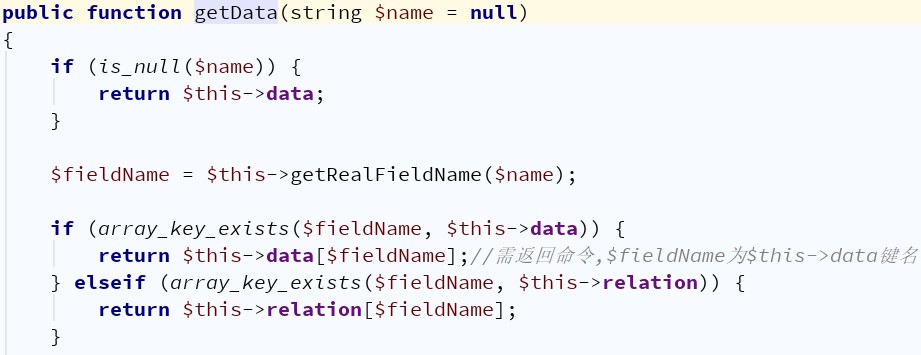 public function getData(string $name = null)
{
    if (is_null($name)) {
        return $this->data;
    }
    $fieldName = $this->getRealFieldName($name);
    if (array_key_exists($fieldName, $this->data)) {
        return $this->data[$fieldName];//需返回命令,$fieldName为$this->data键名
    } elseif (array_key_exists($fieldName, $this->relation)) {
        return $this->relation[$fieldName];
    }